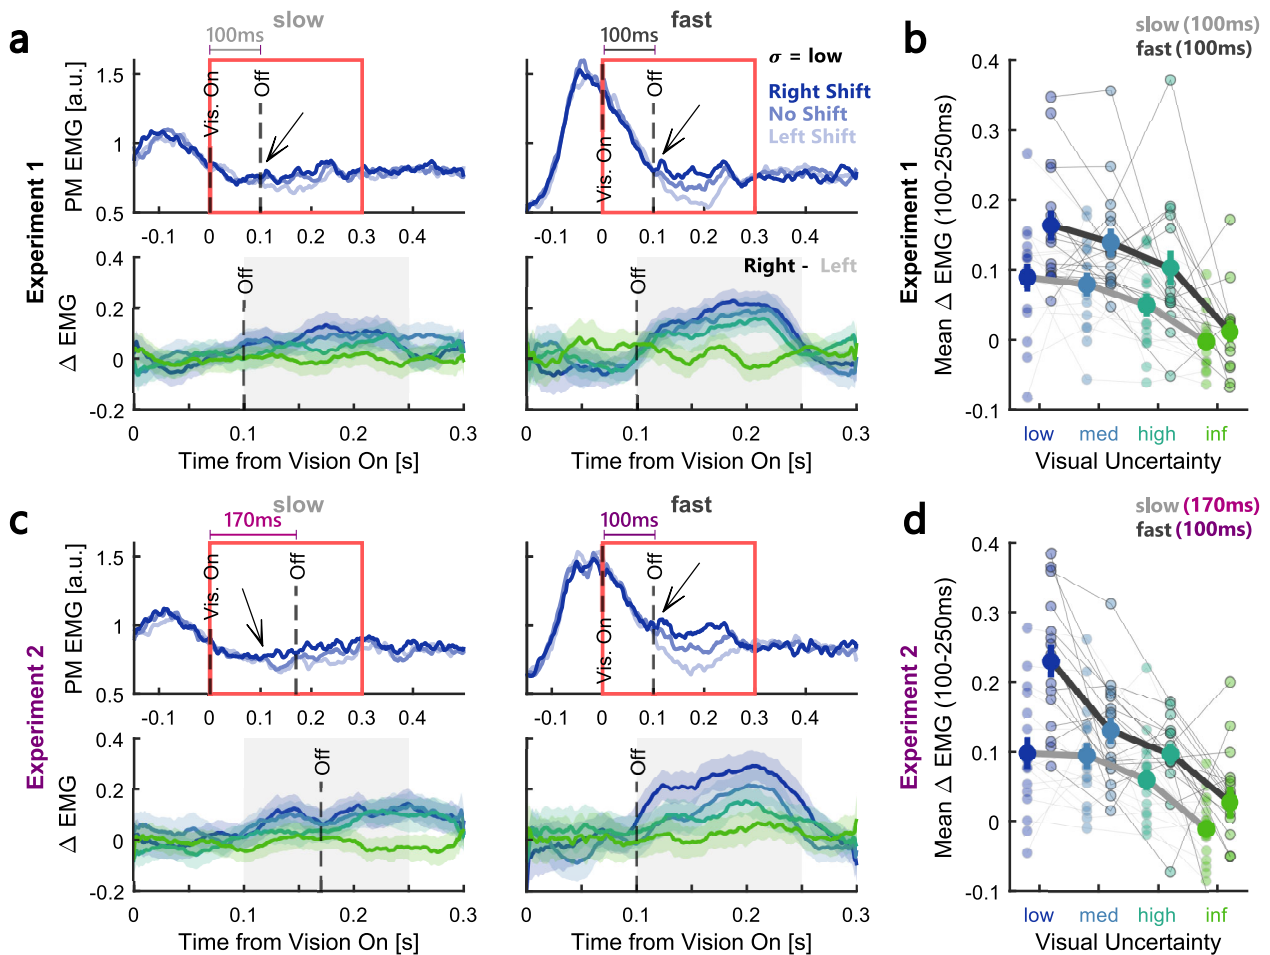 a
slow
100ms
Experiment 1
PM EMG [a.u.]
1.5
1
0.5
Vis. On
Off
-0.1
0
0.1
0.2
0.3
0.4
fast
100ms
Vis. On
Off
σ = low
Right Shift
No Shift
Left Shift
-0.1
0
0.1
0.2
0.3
0.4
Δ EMG
0.4
0.2
0
-0.2
Off
0
0.1
0.2
0.3
Time from Vision On [s]
Right - Left
Off
0
0.1
0.2
0.3
Time from Vision On [s]
b
slow (100ms)
fast (100ms)
Experiment 1
Mean Δ EMG (100-250ms)
0.4
0.3
0.2
0.1
0
-0.1
low
med
high
inf
Visual Uncertainty
c
slow
170ms
Experiment 2
PM EMG [a.u.]
1.5
1
0.5
Vis. On
Off
-0.1
0
0.1
0.2
0.3
0.4
fast
100ms
Vis. On
Off
-0.1
0
0.1
0.2
0.3
0.4
Δ EMG
0.4
0.2
0
-0.2
Off
0
0.1
0.2
0.3
Time from Vision On [s]
Off
0
0.1
0.2
0.3
Time from Vision On [s]
d
slow (170ms)
fast (100ms)
Experiment 2
Mean Δ EMG (100-250ms)
0.4
0.3
0.2
0.1
0
-0.1
low
med
high
inf
Visual Uncertainty